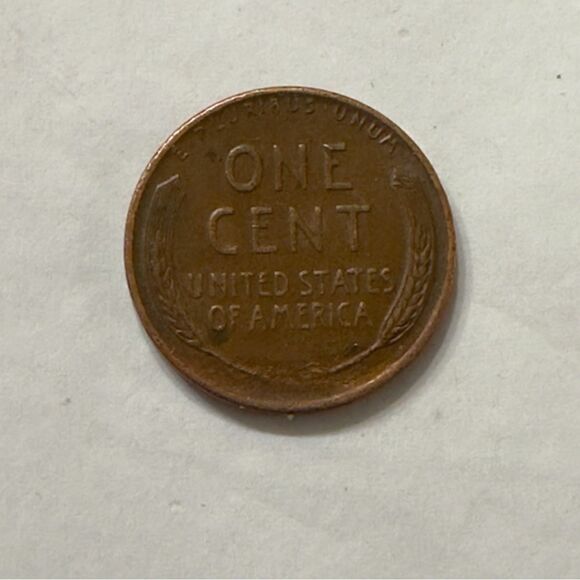 E PLURIBUS UNUM
ONE
CENT
UNITED STATES
OF AMERICA